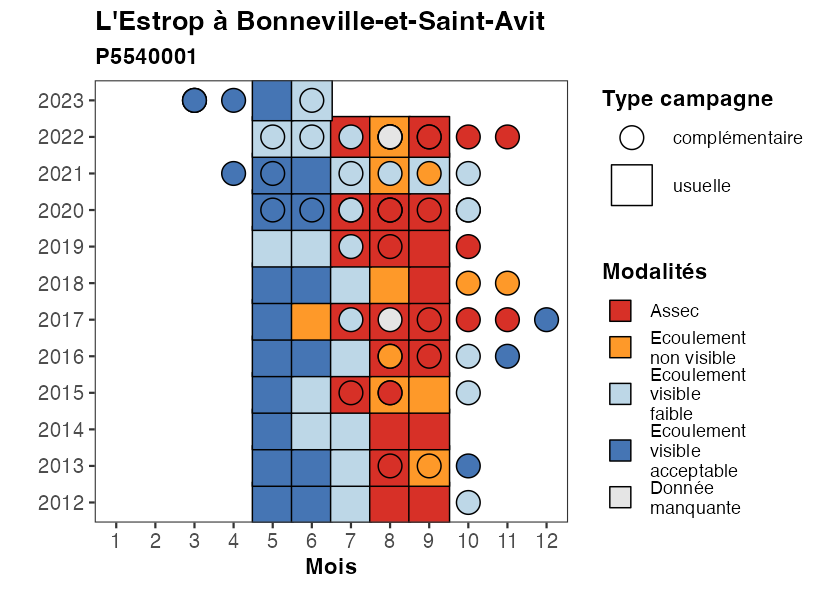 L'Estrop à Bonneville-et-Saint-Avit
P5540001
2023
2022
2021
2020
2019
2018
2017
2016
2015
2014
2013
2012
1 2 3 4 5 6 7 8 9 10 11 12
Mois
Type campagne
complémentaire
usuelle
Modalités
Assec
Ecoulement
non visible
Ecoulement
visible
faible
Ecoulement
visible
acceptable
Donnée
manquante